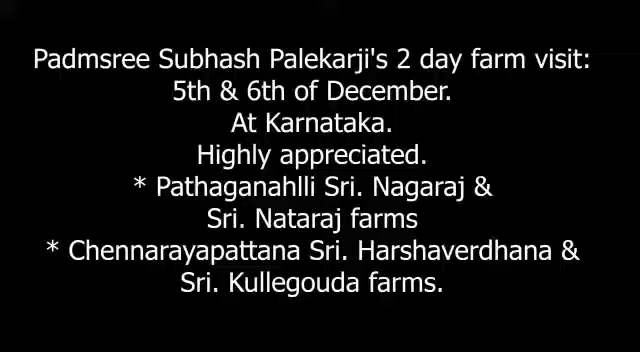 Padmsree Subhash Palekarji's 2 day farm visit:
5th & 6th of December.
At Karnataka.
Highly appreciated.
* Pathaganahlli Sri. Nagaraj &
Sri. Nataraj farms
* Chennarayapattana Sri. Harshaverdhana &
Sri. Kullegouda farms.